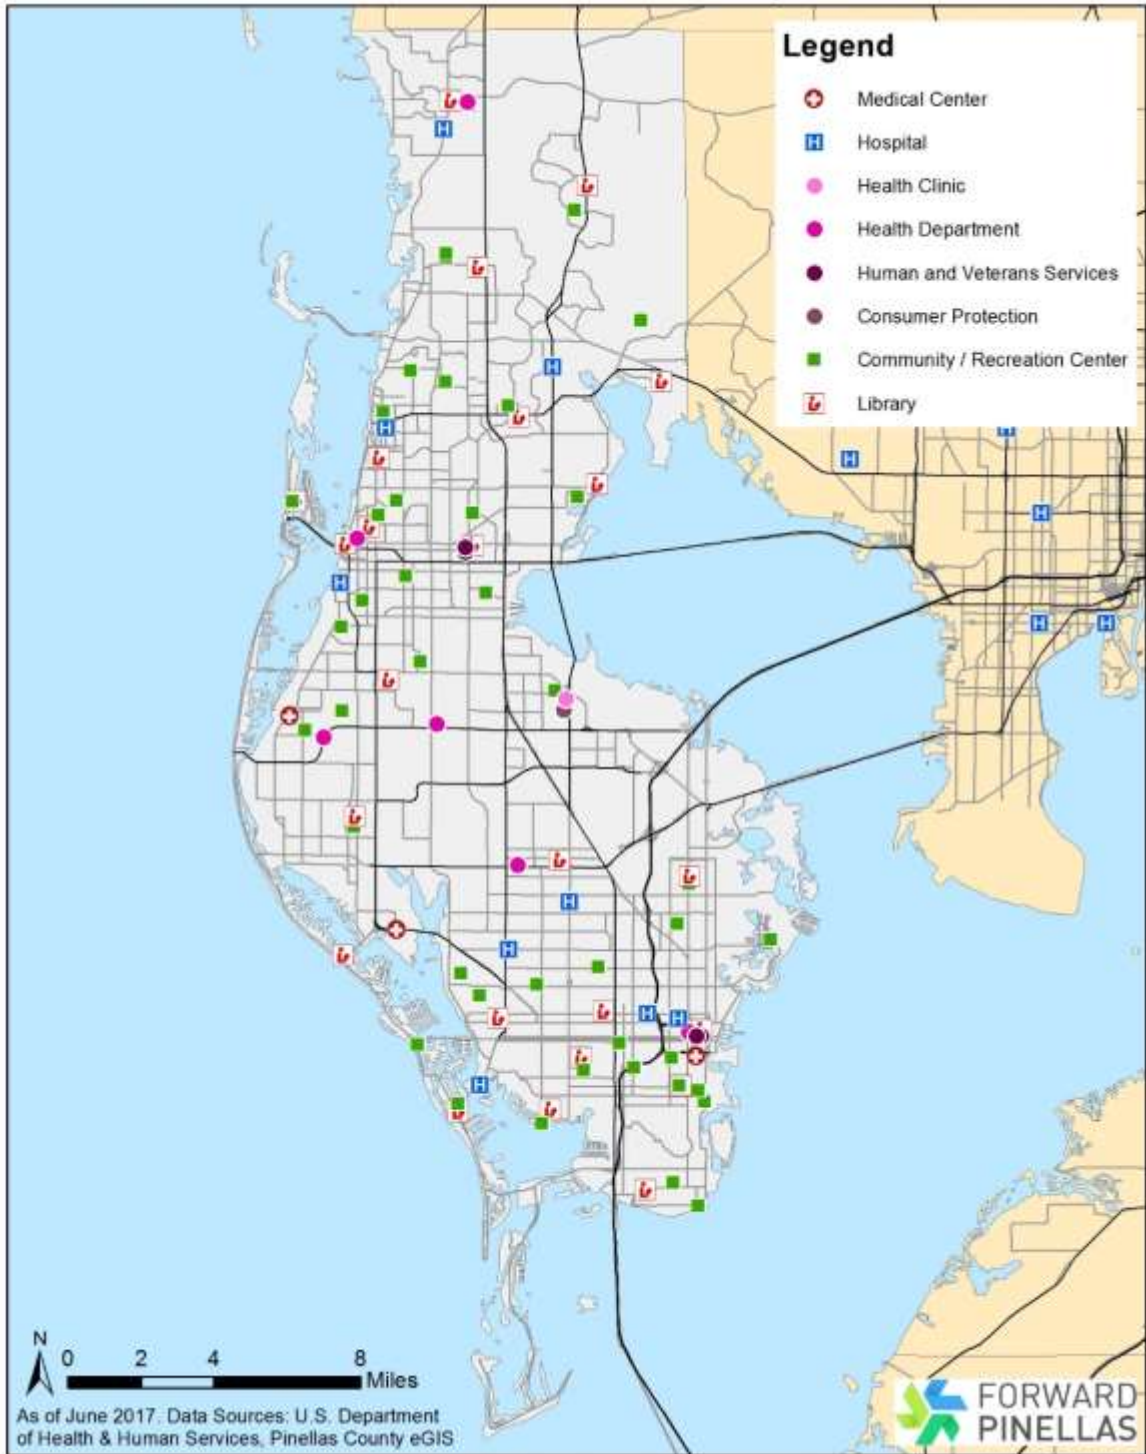 Legend
Medical Center
H Hospital
Health Clinic
Health Department
Human and Veterans Services
Consumer Protection
Community / Recreation Center
Library
N
0 2 4 8
Miles
As of June 2017. Data Sources: U.S. Department
of Health & Human Services, Pinellas County eGIS
FORWARD
PINELLAS